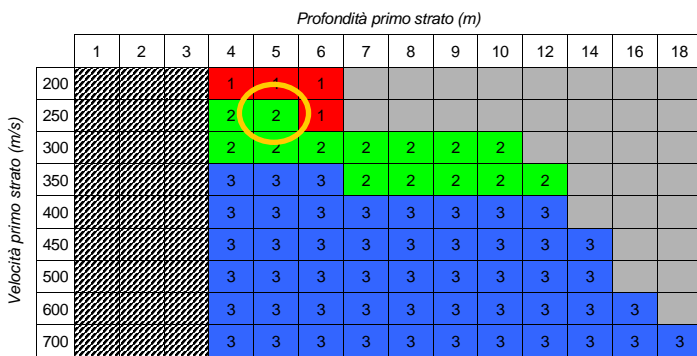 Profondità primo strato (m)
1 2 3 4 5 6 7 8 9 10 12 14 16 18
Velocità primo strato (m/s)
200 1 1 1
250 2 2 1
300 2 2 2 2 2 2 2
350 3 3 3 2 2 2 2 2
400 3 3 3 3 3 3 3 3
450 3 3 3 3 3 3 3 3 3
500 3 3 3 3 3 3 3 3 3
600 3 3 3 3 3 3 3 3 3 3
700 3 3 3 3 3 3 3 3 3 3 3